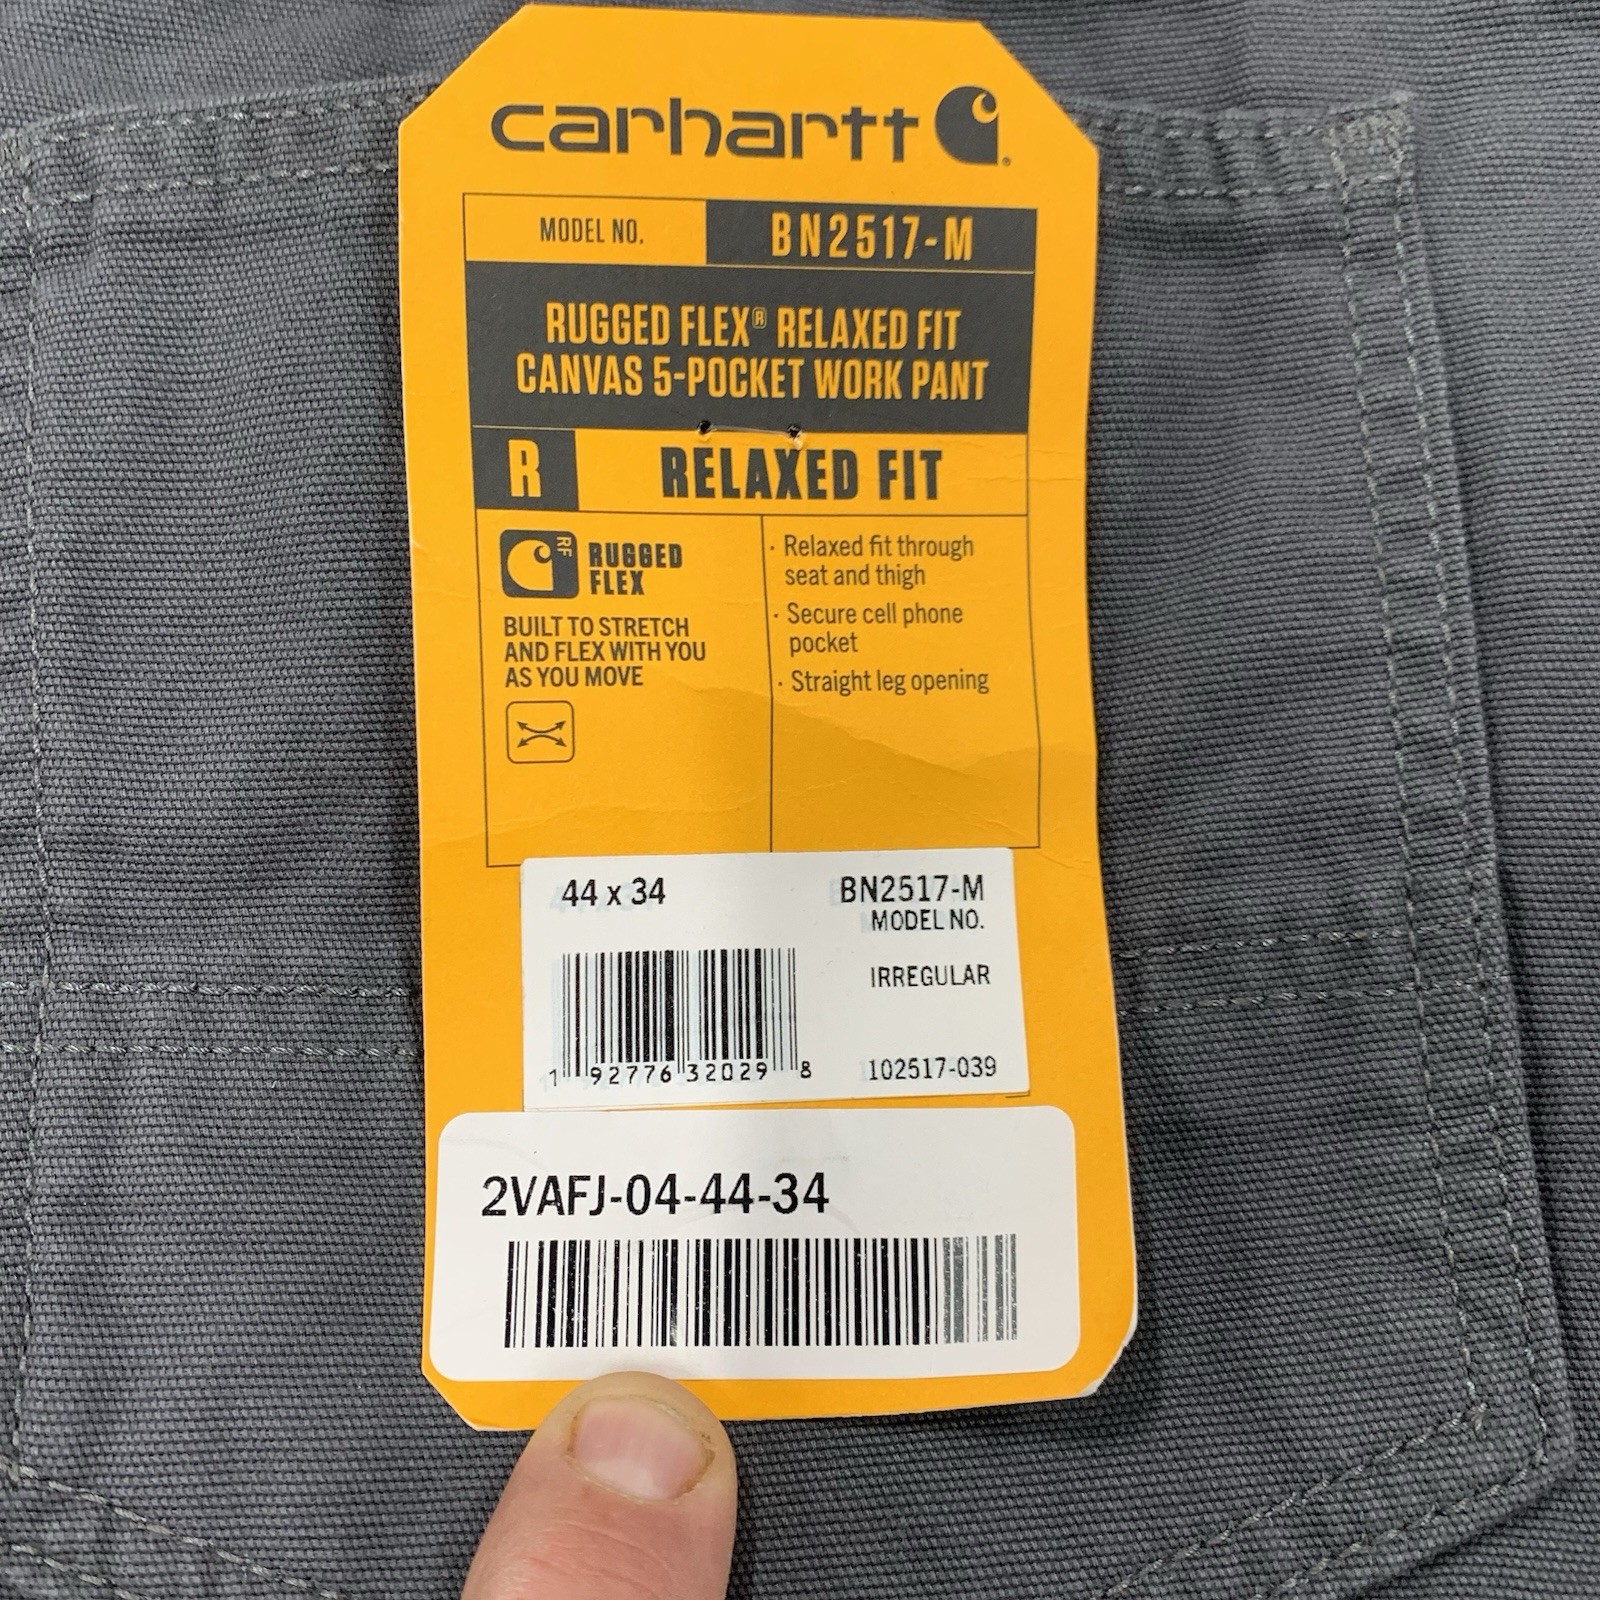 carhartt
MODEL NO. BN2517-M
RUGGED FLEX® RELAXED FIT
CANVAS 5-POCKET WORK PANT
R RELAXED FIT
RF
RUGGED
FLEX
BUILT TO STRETCH
AND FLEX WITH YOU
AS YOU MOVE
· Relaxed fit through
seat and thigh
· Secure cell phone
pocket
· Straight leg opening
44 x 34 BN2517-M
MODEL NO.
IRREGULAR
1 92776 32029 8 102517-039
2VAFJ-04-44-34